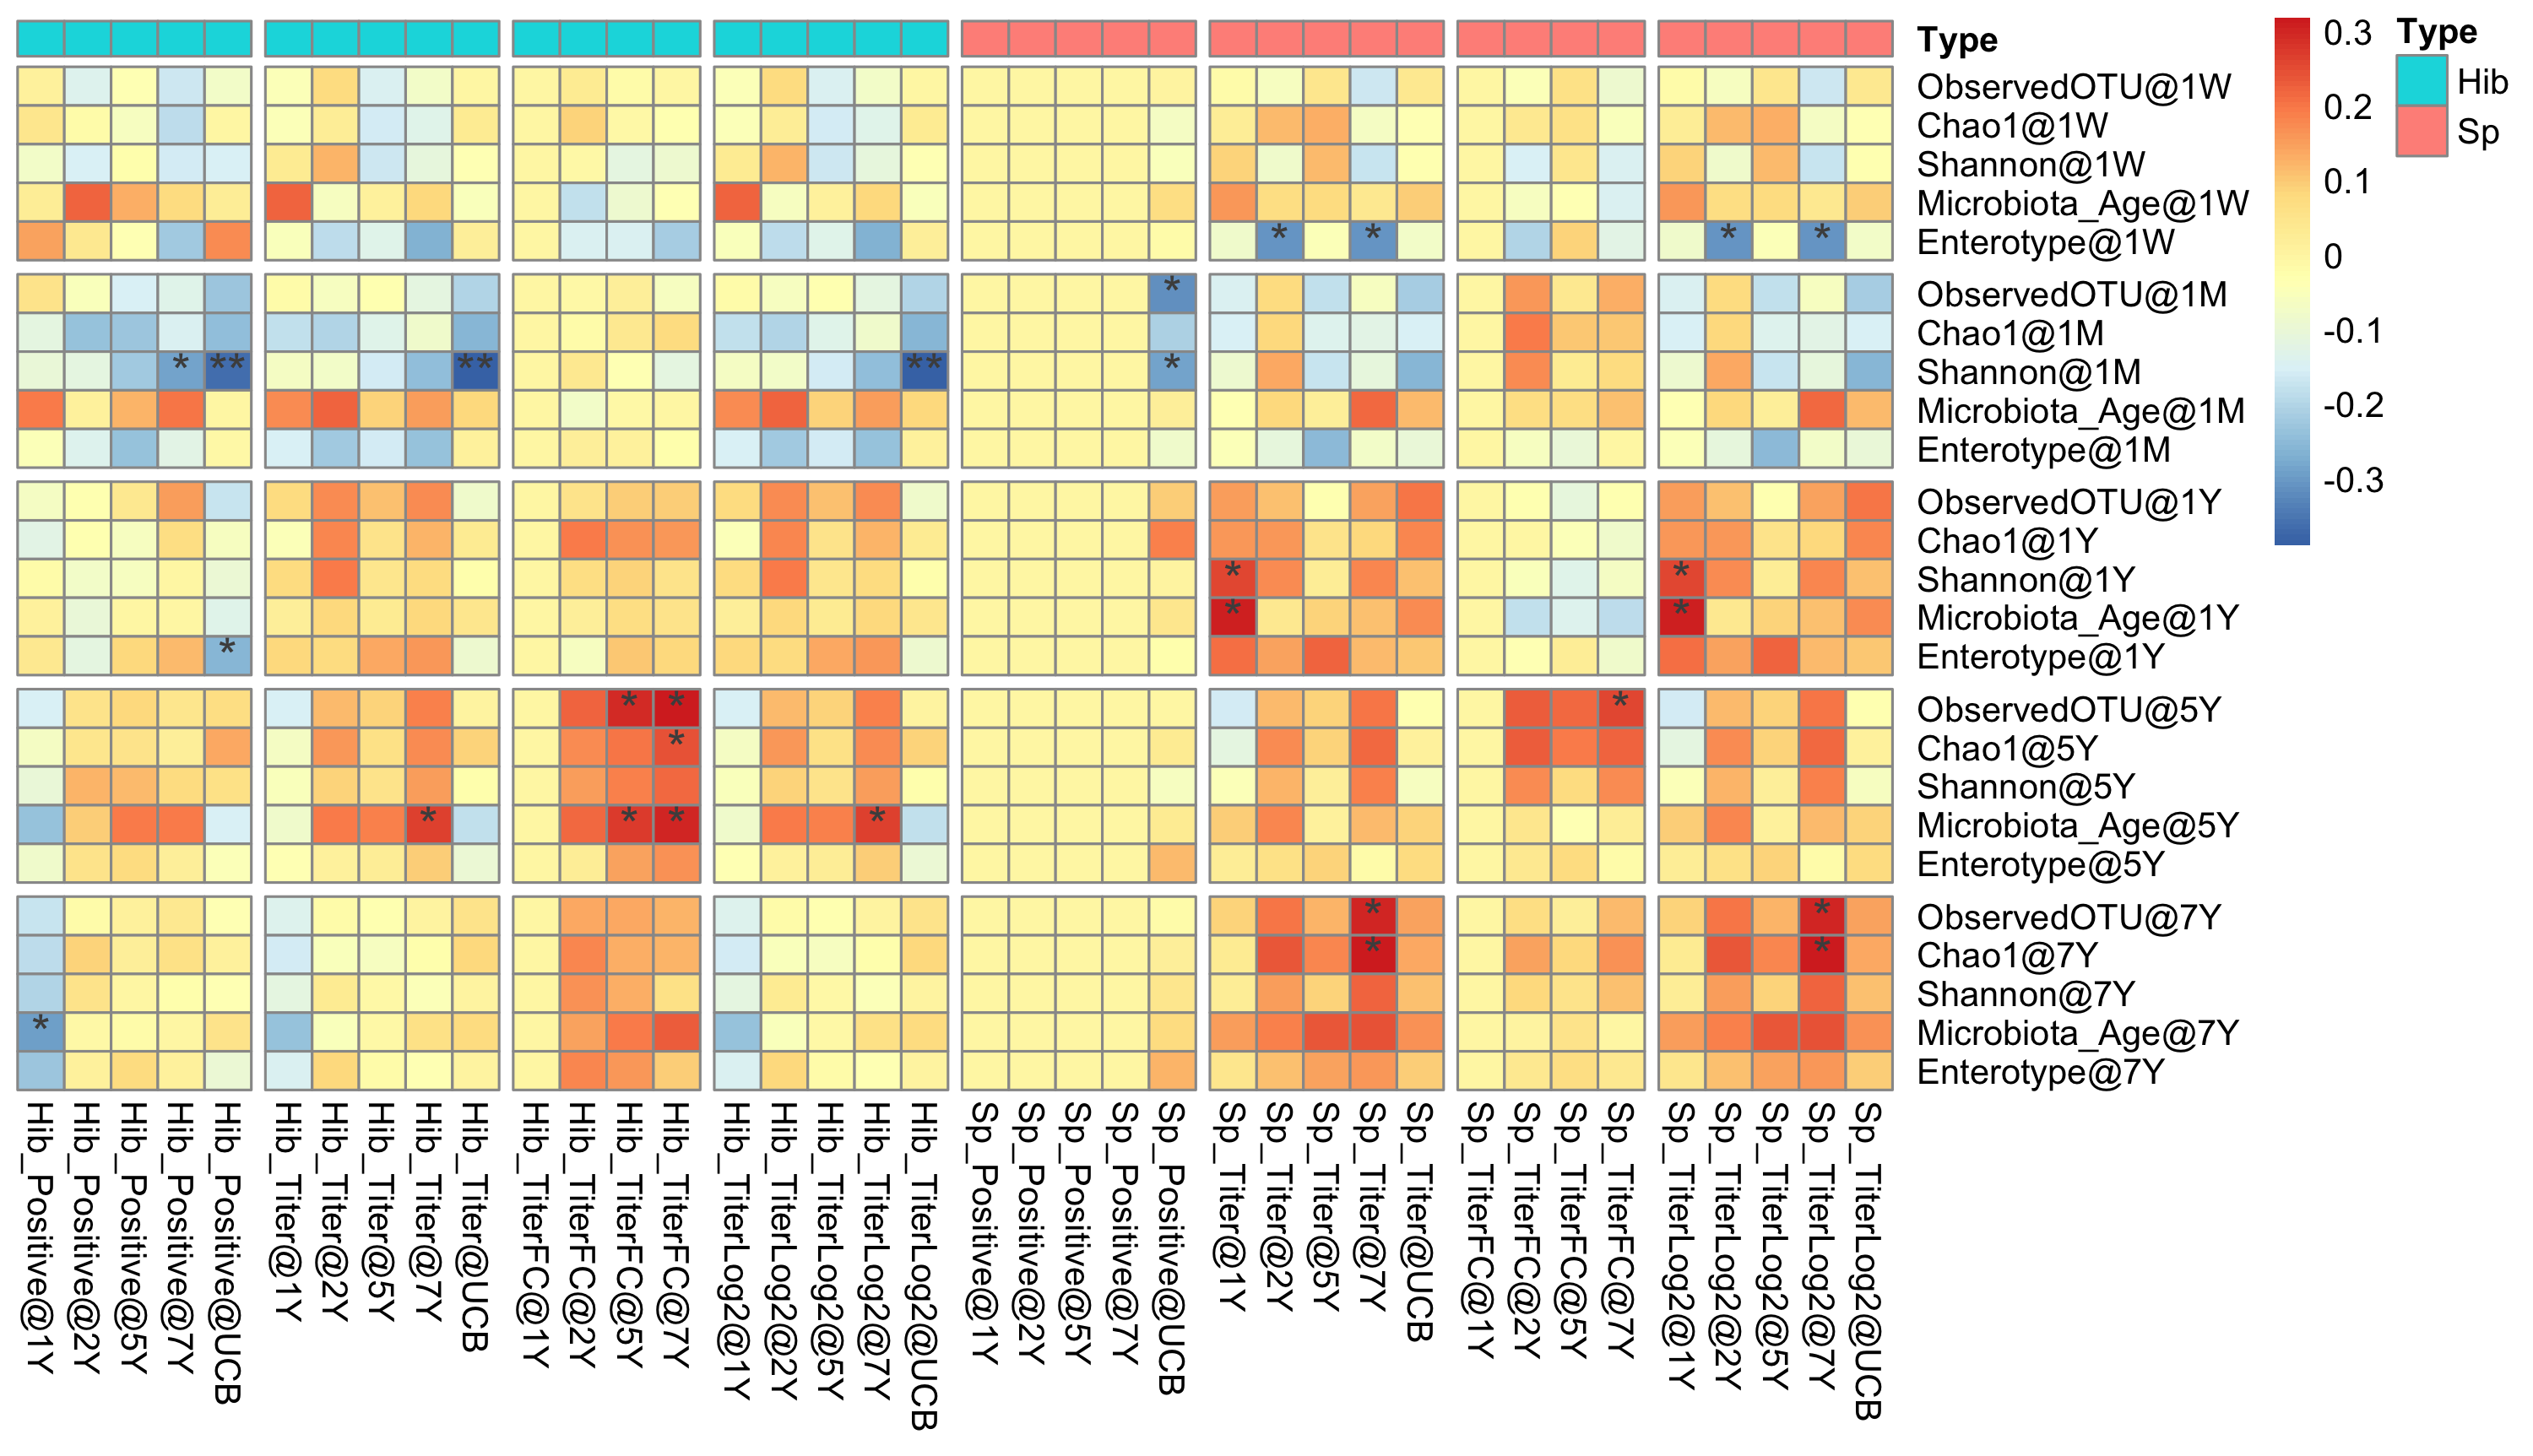 Type
ObservedOTU@1W
Chao1@1W
Shannon@1W
Microbiota_Age@1W
Enterotype@1W
* * * *
ObservedOTU@1M
*
Chao1@1M
Shannon@1M
* ** ** ** *
Microbiota_Age@1M
Enterotype@1M
ObservedOTU@1Y
Chao1@1Y
Shannon@1Y
* *
Microbiota_Age@1Y
* *
Enterotype@1Y
*
ObservedOTU@5Y
* * *
Chao1@5Y
*
Shannon@5Y
Microbiota_Age@5Y
* * * *
Enterotype@5Y
ObservedOTU@7Y
* *
Chao1@7Y
* *
Shannon@7Y
Microbiota_Age@7Y
*
Enterotype@7Y
Hib_Positive@1Y
Hib_Positive@2Y
Hib_Positive@5Y
Hib_Positive@7Y
Hib_Positive@UCB
Hib_Titer@1Y
Hib_Titer@2Y
Hib_Titer@5Y
Hib_Titer@7Y
Hib_Titer@UCB
Hib_TiterFC@1Y
Hib_TiterFC@2Y
Hib_TiterFC@5Y
Hib_TiterFC@7Y
Hib_TiterLog2@1Y
Hib_TiterLog2@2Y
Hib_TiterLog2@5Y
Hib_TiterLog2@7Y
Hib_TiterLog2@UCB
Sp_Positive@1Y
Sp_Positive@2Y
Sp_Positive@5Y
Sp_Positive@7Y
Sp_Positive@UCB
Sp_Titer@1Y
Sp_Titer@2Y
Sp_Titer@5Y
Sp_Titer@7Y
Sp_Titer@UCB
Sp_TiterFC@1Y
Sp_TiterFC@2Y
Sp_TiterFC@5Y
Sp_TiterFC@7Y
Sp_TiterLog2@1Y
Sp_TiterLog2@2Y
Sp_TiterLog2@5Y
Sp_TiterLog2@7Y
Sp_TiterLog2@UCB
0.3
0.2
0.1
0
-0.1
-0.2
-0.3
Type
Hib
Sp